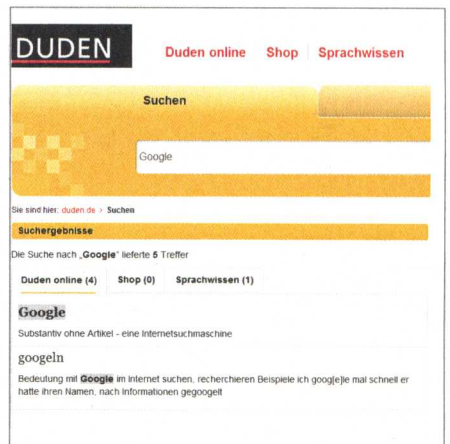 DUDEN
Duden online Shop Sprachwissen
Suchen
Google
Sie sind hier: duden.de > Suchen
Suchergebnisse
Die Suche nach „Google“ lieferte 5 Treffer
Duden online (4) Shop (0) Sprachwissen (1)
Google
Substantiv ohne Artikel - eine Internetsuchmaschine
googeln
Bedeutung mit Google im Internet suchen, recherchieren Beispiele ich goog[e]le mal schnell er
hatte ihren Namen, nach Informationen gegoogelt